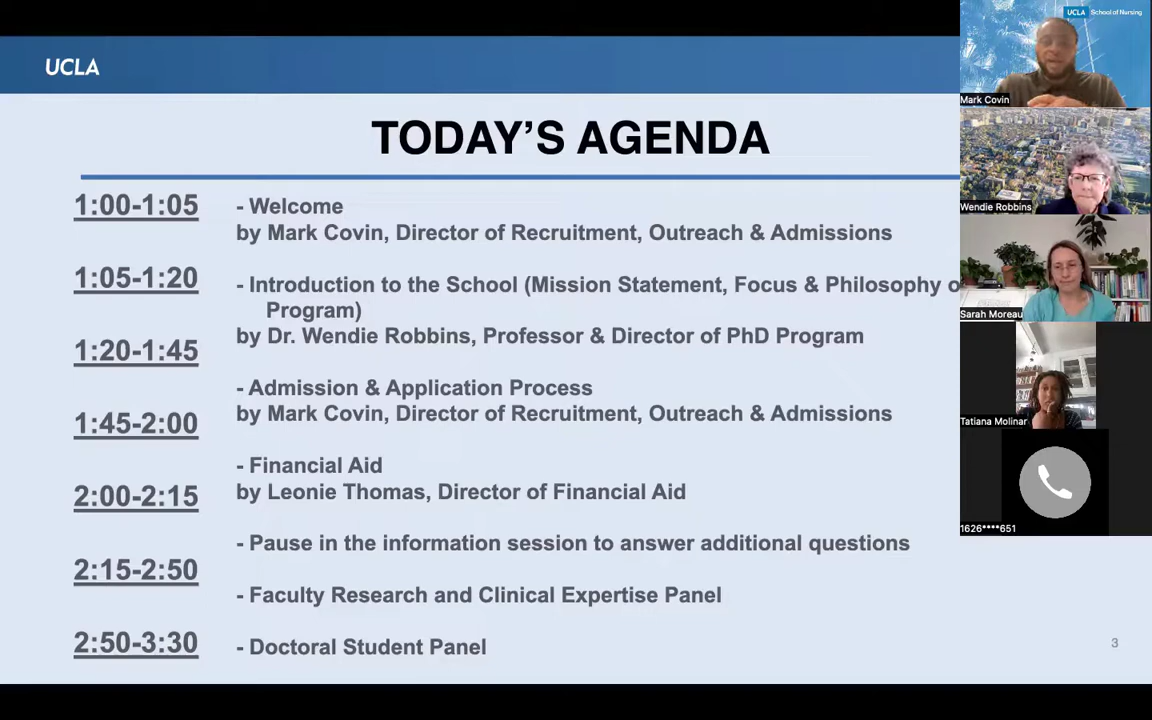 UCLA
TODAY'S AGENDA
1:00-1:05
- Welcome
by Mark Covin, Director of Recruitment, Outreach & Admissions
1:05-1:20
- Introduction to the School (Mission Statement, Focus & Philosophy o
Program)
by Dr. Wendie Robbins, Professor & Director of PhD Program
1:20-1:45
- Admission & Application Process
by Mark Covin, Director of Recruitment, Outreach & Admissions
1:45-2:00
- Financial Aid
by Leonie Thomas, Director of Financial Aid
2:00-2:15
- Pause in the information session to answer additional questions
2:15-2:50
- Faculty Research and Clinical Expertise Panel
2:50-3:30
- Doctoral Student Panel
3
UCLA School of Nursing
Mark Covin
Wendie Robbins
Sarah Moreau
Tatiana Molinar
1626****651